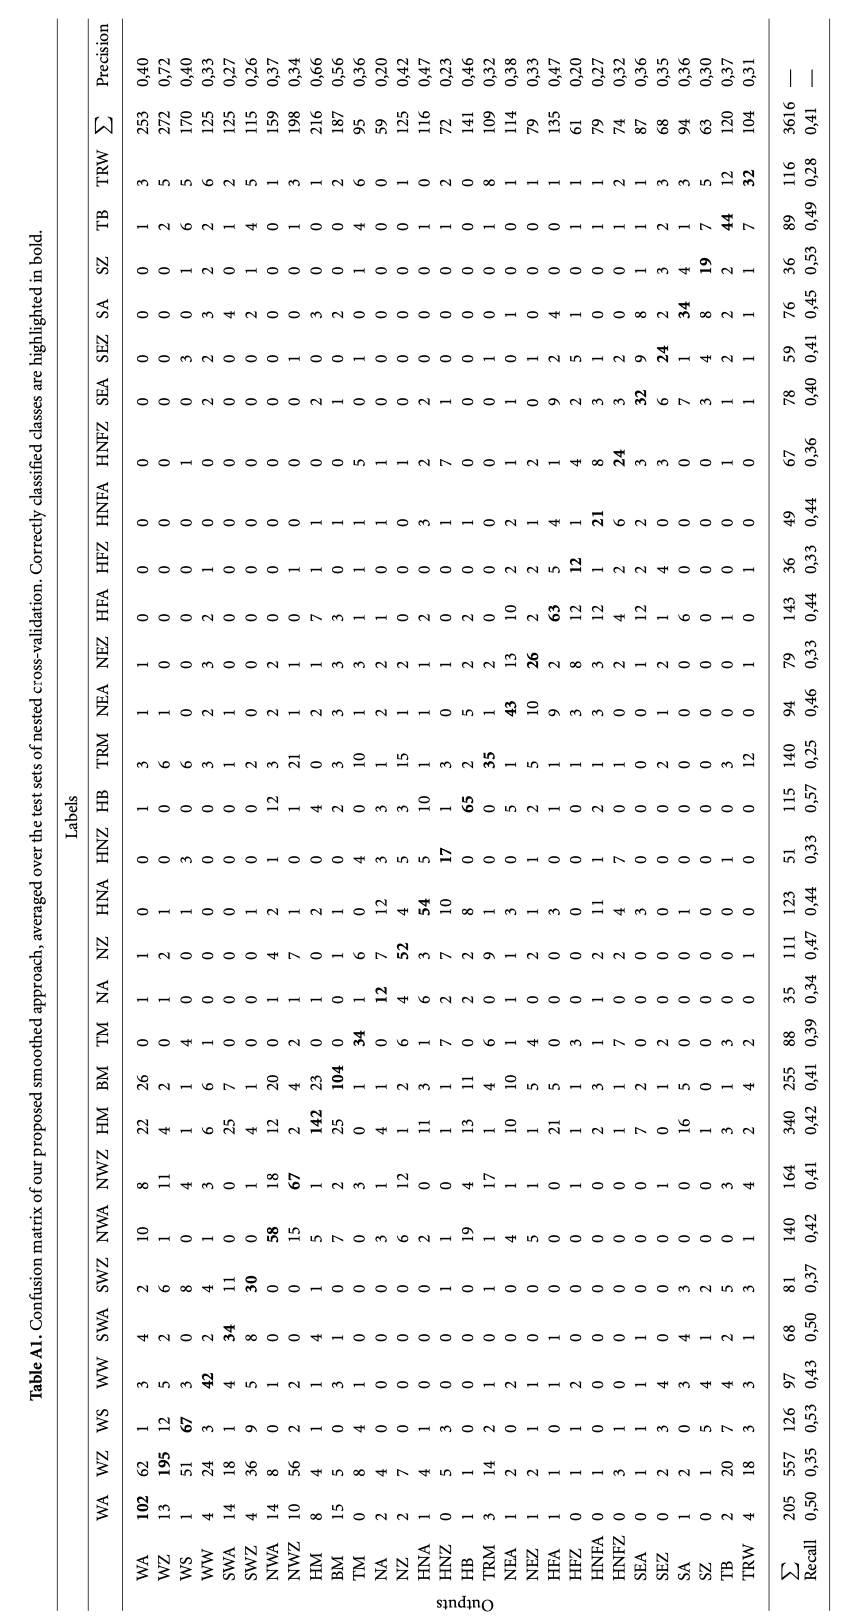 Table A1. Confusion matrix of our proposed smoothed approach, averaged over the test sets of nested cross-validation. Correctly classified classes are highlighted in bold.
Labels
WA WZ WS WW SWA SWZ NWA NWZ HM BM TM NA NZ HNA HNZ HB TRM NEA NEZ HFA HFZ HNFA HNFZ SEA SEZ SA SZ TB TRW ∑ Precision
Outputs
WA 102 62 1 3 4 2 10 8 22 26 0 1 1 0 0 1 3 1 1 0 0 0 0 0 0 0 0 1 3 253 0,40
WZ 13 195 12 5 2 6 1 11 4 2 0 1 2 1 0 0 6 1 0 0 0 0 0 0 0 0 0 2 5 272 0,72
WS 1 51 67 3 0 8 0 4 1 1 4 0 0 1 3 0 6 0 0 0 0 0 1 0 3 0 1 6 5 170 0,40
WW 4 24 3 42 2 4 1 3 6 6 1 0 0 0 0 0 3 2 3 2 1 0 0 2 2 3 2 2 6 125 0,33
SWA 14 18 1 4 34 11 0 0 25 7 0 0 0 0 0 0 1 1 0 0 0 0 0 0 0 4 0 1 2 125 0,27
SWZ 4 36 9 5 8 30 0 1 4 1 0 0 0 1 0 0 2 0 0 0 0 0 0 0 0 2 1 4 5 115 0,26
NWA 14 8 0 1 0 0 58 18 12 20 0 1 4 2 1 12 3 2 2 0 0 0 0 0 0 0 0 0 1 159 0,37
NWZ 10 56 2 2 0 0 15 67 2 4 2 1 7 1 0 1 21 1 1 0 1 0 0 0 1 0 0 1 3 198 0,34
HM 8 4 1 1 4 1 5 1 142 23 0 1 0 2 0 4 0 2 1 7 1 1 0 2 0 3 0 0 1 216 0,66
BM 15 5 0 3 1 0 7 2 25 104 0 0 1 1 0 2 3 3 3 3 0 1 0 1 0 2 0 0 2 187 0,56
TM 0 8 4 1 0 0 0 3 0 1 34 1 6 0 4 0 10 1 3 1 1 1 5 0 1 0 1 4 6 95 0,36
NA 2 4 0 0 0 0 3 4 1 1 0 12 7 12 3 3 1 2 2 1 0 1 1 0 0 0 0 0 0 59 0,20
NZ 2 7 0 0 0 0 6 12 1 2 6 4 52 4 5 3 15 1 2 0 0 0 1 0 0 0 0 0 1 125 0,42
HNA 1 4 1 0 0 0 2 0 11 3 1 6 3 54 5 10 1 1 1 2 0 3 2 2 0 0 0 1 0 116 0,47
HNZ 0 5 3 0 0 1 1 0 1 1 7 2 7 10 17 1 3 0 1 0 0 1 7 1 0 0 0 1 2 72 0,23
HB 1 1 0 0 0 0 19 4 13 11 2 0 2 8 0 65 2 5 2 2 0 1 0 0 0 0 0 0 0 141 0,46
TRM 3 14 2 1 0 1 1 17 1 4 6 0 9 1 0 0 35 1 2 0 0 0 0 0 1 0 0 1 8 109 0,32
NEA 1 2 0 2 0 0 4 1 10 10 1 1 1 3 0 5 1 43 13 10 2 2 1 1 0 1 0 0 1 114 0,38
NEZ 1 2 1 1 0 0 5 1 1 5 4 0 2 1 1 2 5 10 26 2 2 1 2 0 1 0 0 1 1 79 0,33
HFA 1 1 0 1 1 0 0 0 21 5 0 0 0 3 0 1 1 9 2 63 5 4 1 9 2 4 0 0 1 135 0,47
HFZ 0 1 1 2 0 0 0 1 1 1 3 0 0 0 0 1 1 3 8 12 12 1 4 2 5 1 0 1 1 61 0,20
HNFA 0 1 0 0 0 0 0 0 2 3 1 1 2 11 1 2 1 3 3 12 1 21 8 3 1 0 0 1 1 79 0,27
HNFZ 0 3 1 0 0 0 0 0 1 1 7 0 2 4 7 1 1 0 2 4 2 6 24 3 2 0 0 1 2 74 0,32
SEA 0 0 1 1 1 0 0 0 7 2 0 0 0 3 0 0 0 0 1 12 2 2 3 32 9 8 1 1 1 87 0,36
SEZ 0 2 3 4 0 0 0 1 0 1 2 0 0 0 0 0 2 1 2 1 4 0 3 6 24 2 3 2 3 68 0,35
SA 1 2 0 3 4 3 0 0 16 5 0 0 0 1 0 0 0 0 0 6 0 0 0 7 1 34 4 1 3 94 0,36
SZ 0 1 5 4 1 2 0 0 1 0 0 0 0 0 0 0 0 0 0 0 0 0 0 3 4 8 19 7 5 63 0,30
TB 2 20 7 4 2 5 0 3 3 1 3 0 0 0 1 0 3 0 0 1 0 0 1 1 2 2 2 44 12 120 0,37
TRW 4 18 3 3 1 3 1 4 2 4 2 0 1 0 0 0 12 0 1 0 1 0 0 1 1 1 1 7 32 104 0,31
∑ 205 557 126 97 68 81 140 164 340 255 88 35 111 123 51 115 140 94 79 143 36 49 67 78 59 76 36 89 116 3616 —
Recall 0,50 0,35 0,53 0,43 0,50 0,37 0,42 0,41 0,42 0,41 0,39 0,34 0,47 0,44 0,33 0,57 0,25 0,46 0,33 0,44 0,33 0,44 0,36 0,40 0,41 0,45 0,53 0,49 0,28 0,41 —